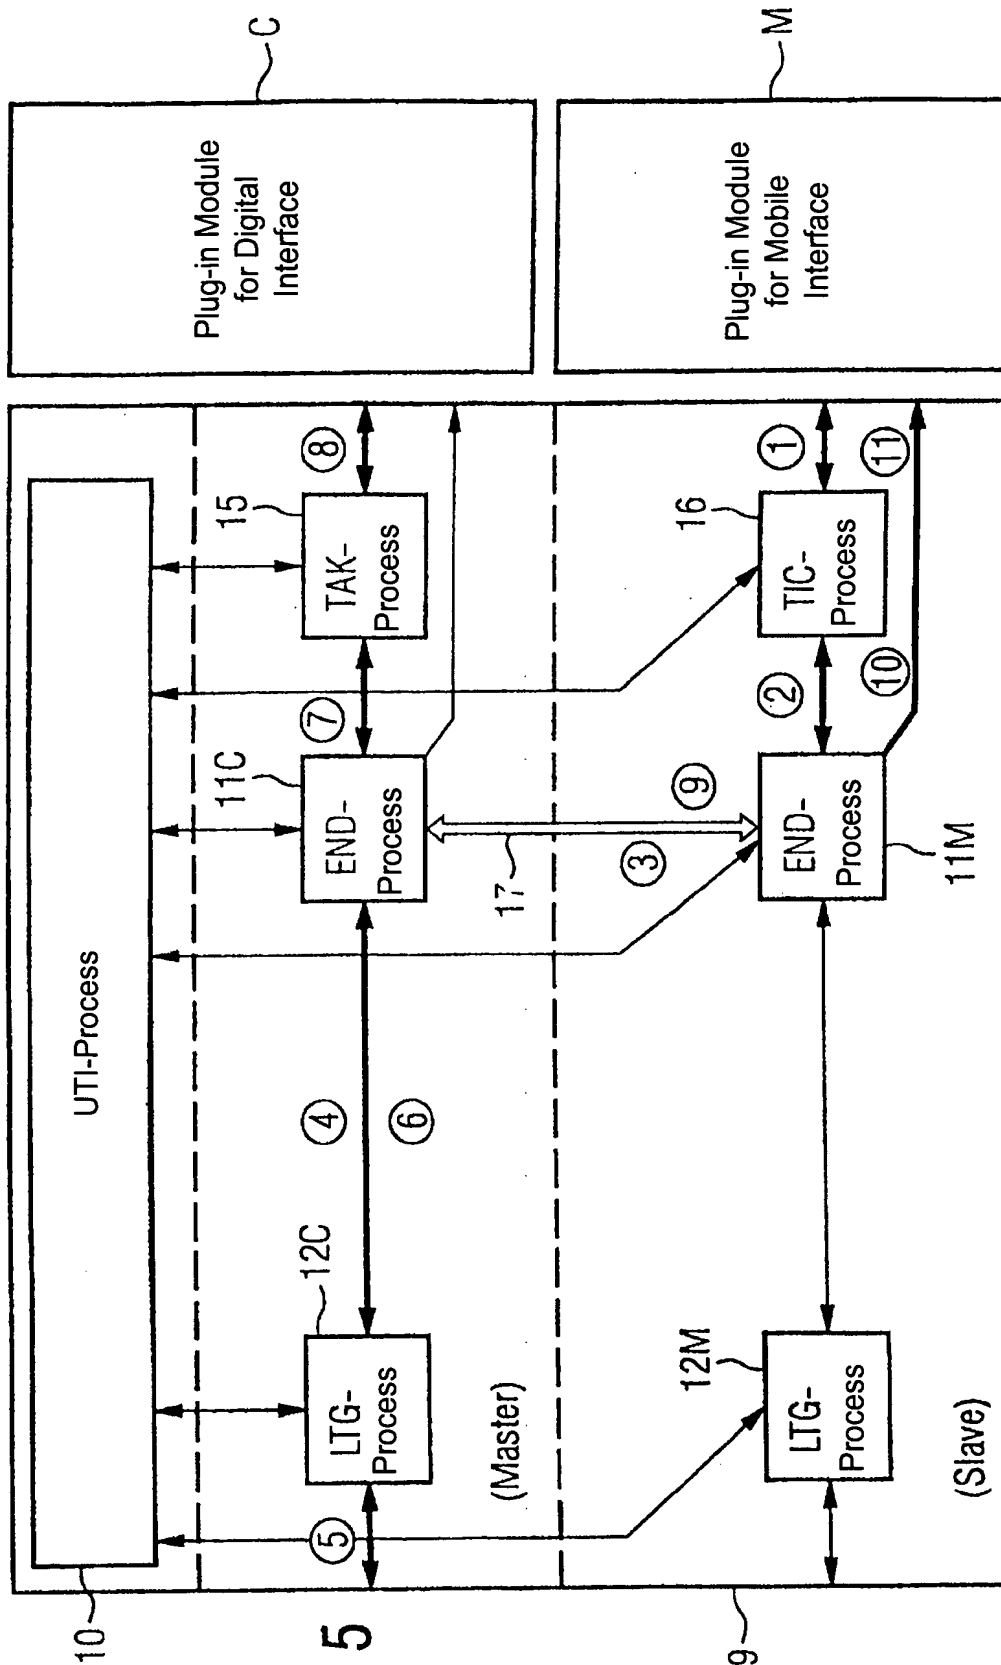 10
UTI-Process
C
Plug-in Module
for Digital
Interface
5
⑤
LTG-
Process
12C
④
⑥
END-
Process
11C
⑦
TAK-
Process
15
⑧
(Master)
17
③
⑨
M
Plug-in Module
for Mobile
Interface
9
LTG-
Process
12M
END-
Process
11M
②
TIC-
Process
16
①
⑩
⑪
(Slave)